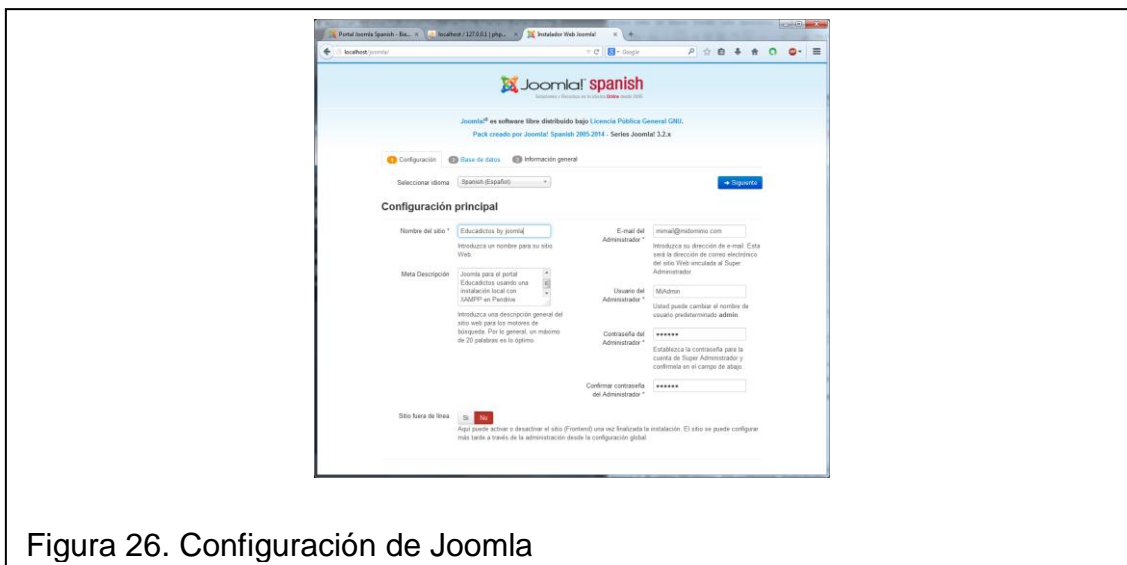 Portal Joomla Spanish - Ba...
localhost / 127.0.0.1 | php...
Instalador Web Joomla!
localhost/joomla/
Google
Joomla! spanish
Joomla!® es software libre distribuido bajo Licencia Pública General GNU.
Pack creado por Joomla! Spanish 2005-2014 - Series Joomla! 3.2.x
1 Configuración
2 Base de datos
3 Información general
Seleccionar idioma
Spanish (Español)
Siguiente
Configuración principal
Nombre del sitio *
Educadictos by joomla
Introduzca un nombre para su sitio
Web.
Meta Descripción
Joomla para el portal
Educadictos usando una
instalación local con
XAMPP en Pendrive
Introduzca una descripción general del
sitio web para los motores de
búsqueda. Por lo general, un máximo
de 20 palabras es lo óptimo.
E-mail del
Administrador *
mimail@midominio.com
Introduzca su dirección de e-mail. Esta
será la dirección de correo electrónico
del sitio Web vinculada al Super
Administrador.
Usuario del
Administrador *
MiAdmin
Usted puede cambiar el nombre de
usuario predeterminado admin.
Contraseña del
Administrador *
••••••
Establezca la contraseña para la
cuenta de Super Administrador y
confírmela en el campo de abajo.
Confirmar contraseña
del Administrador *
••••••
Sitio fuera de línea
Si No
Aquí puede activar o desactivar el sitio (Frontend) una vez finalizada la instalación. El sitio se puede configurar
más tarde a través de la administración desde la configuración global.
Figura 26. Configuración de Joomla